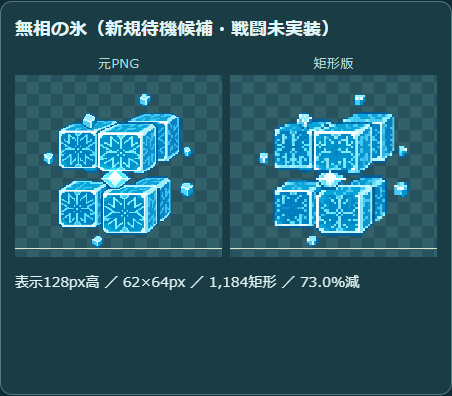 無相の氷（新規待機候補・戦闘未実装）
元PNG
矩形版
表示128px高 ／ 62×64px ／ 1,184矩形 ／ 73.0%減